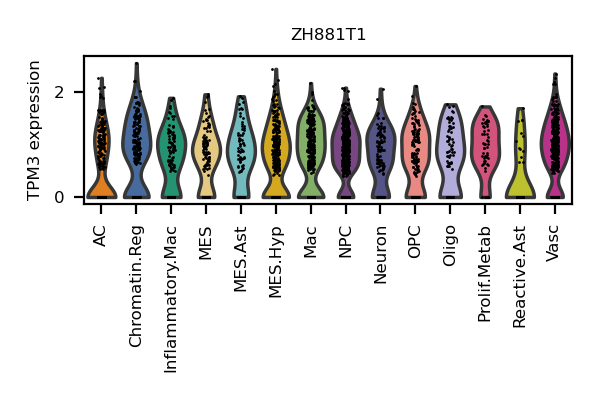 ZH881T1
TPM3 expression
2
0
AC
Chromatin.Reg
Inflammatory.Mac
MES
MES.Ast
MES.Hyp
Mac
NPC
Neuron
OPC
Oligo
Prolif.Metab
Reactive.Ast
Vasc